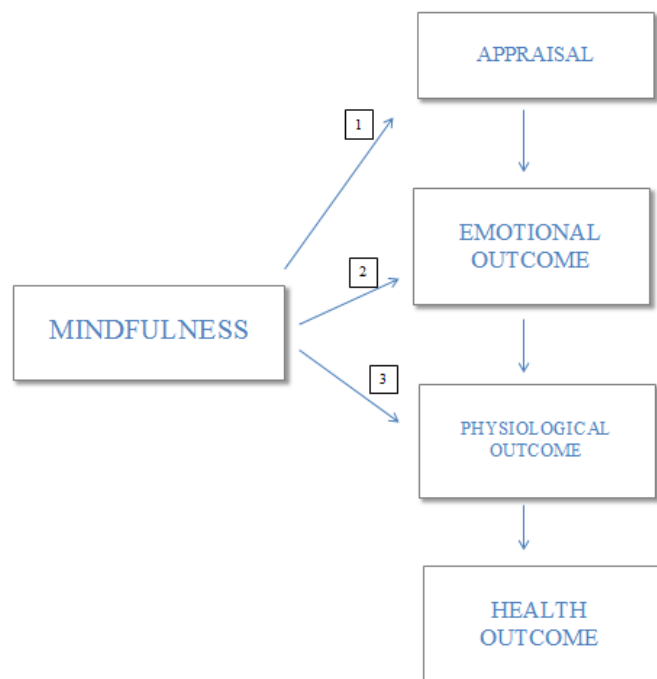 APPRAISAL
1
EMOTIONAL
OUTCOME
2
MINDFULNESS
3
PHYSIOLOGICAL
OUTCOME
HEALTH
OUTCOME